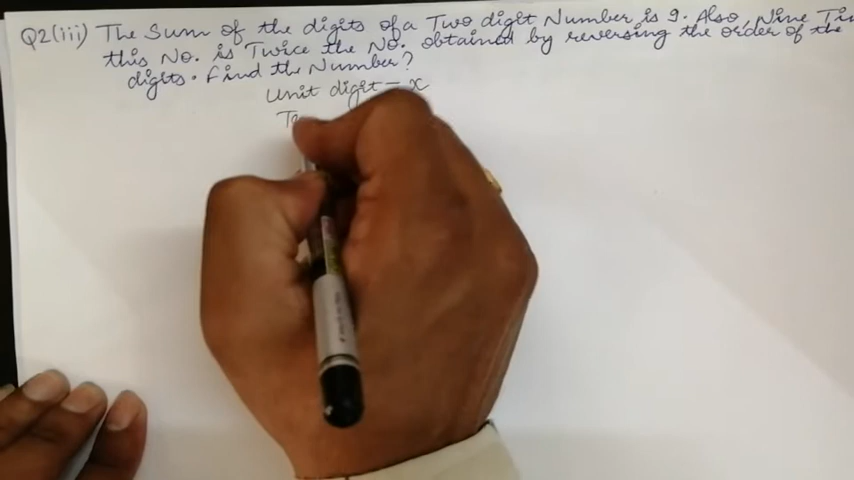 Q2(iii) The Sum of the digits of a Two digit Number is 9. Also, Nine
this No. is Twice the No. obtained by reversing the order of the
digits. Find the Number?
Unit digit = x